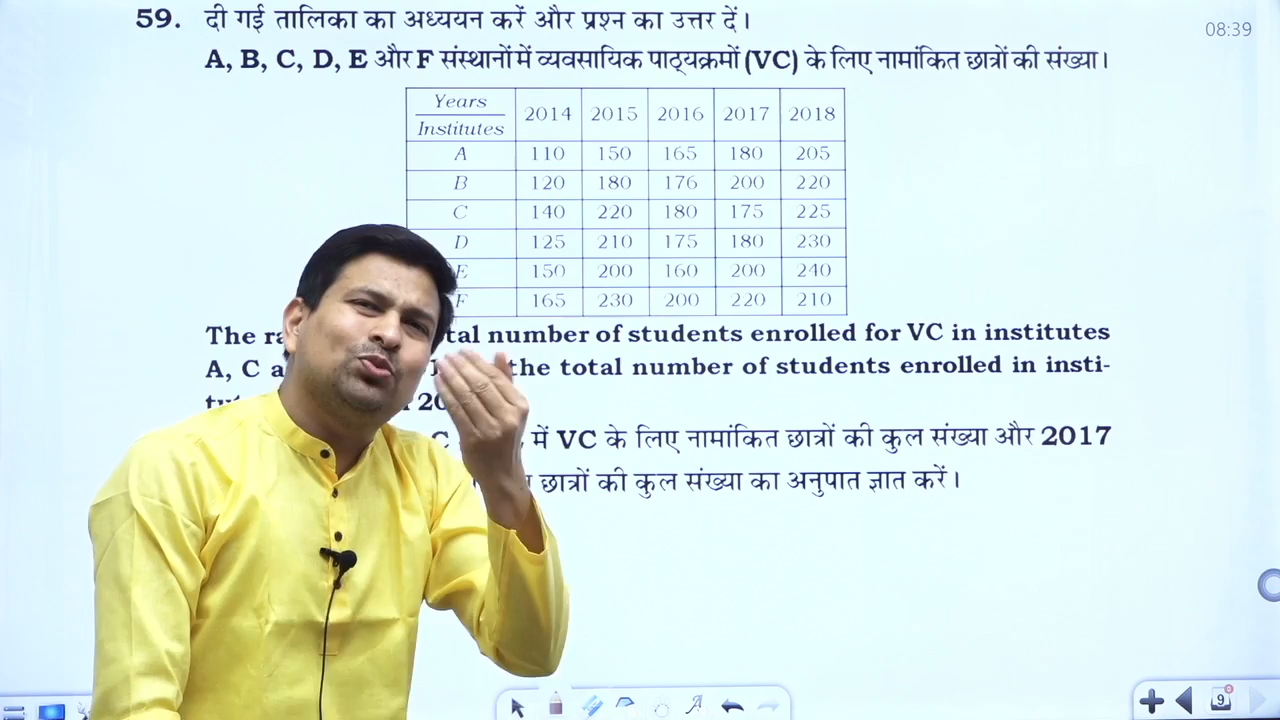 59. दी गई तालिका का अध्ययन करें और प्रश्न का उत्तर दें।
08:39
A, B, C, D, E और F संस्थानों में व्यवसायिक पाठ्यक्रमों (VC) के लिए नामांकित छात्रों की संख्या।
Years
Institutes 2014 2015 2016 2017 2018
A 110 150 165 180 205
B 120 180 176 200 220
C 140 220 180 175 225
D 125 210 175 180 230
E 150 200 160 200 240
F 165 230 200 220 210
The number of students enrolled for VC in institutes
A, C the total number of students enrolled in insti-
C में VC के लिए नामांकित छात्रों की कुल संख्या और 2017
छात्रों की कुल संख्या का अनुपात ज्ञात करें।
9